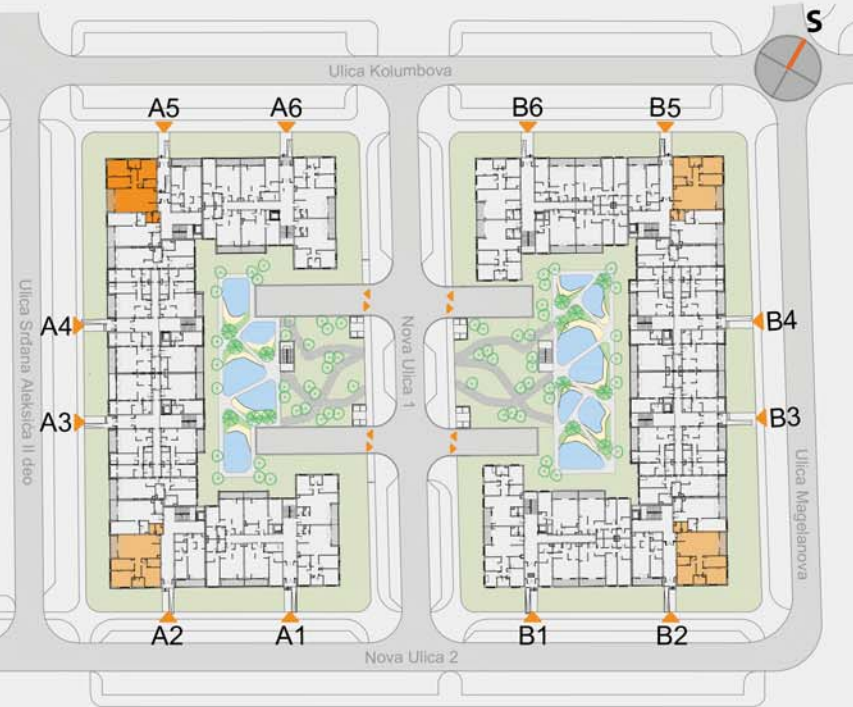 S
Ulica Kolumbova
A5
A6
B6
B5
A4
B4
A3
B3
Ulica Srđana Aleksića II deo
Nova Ulica 1
Ulica Magelanova
A2
A1
B1
B2
Nova Ulica 2